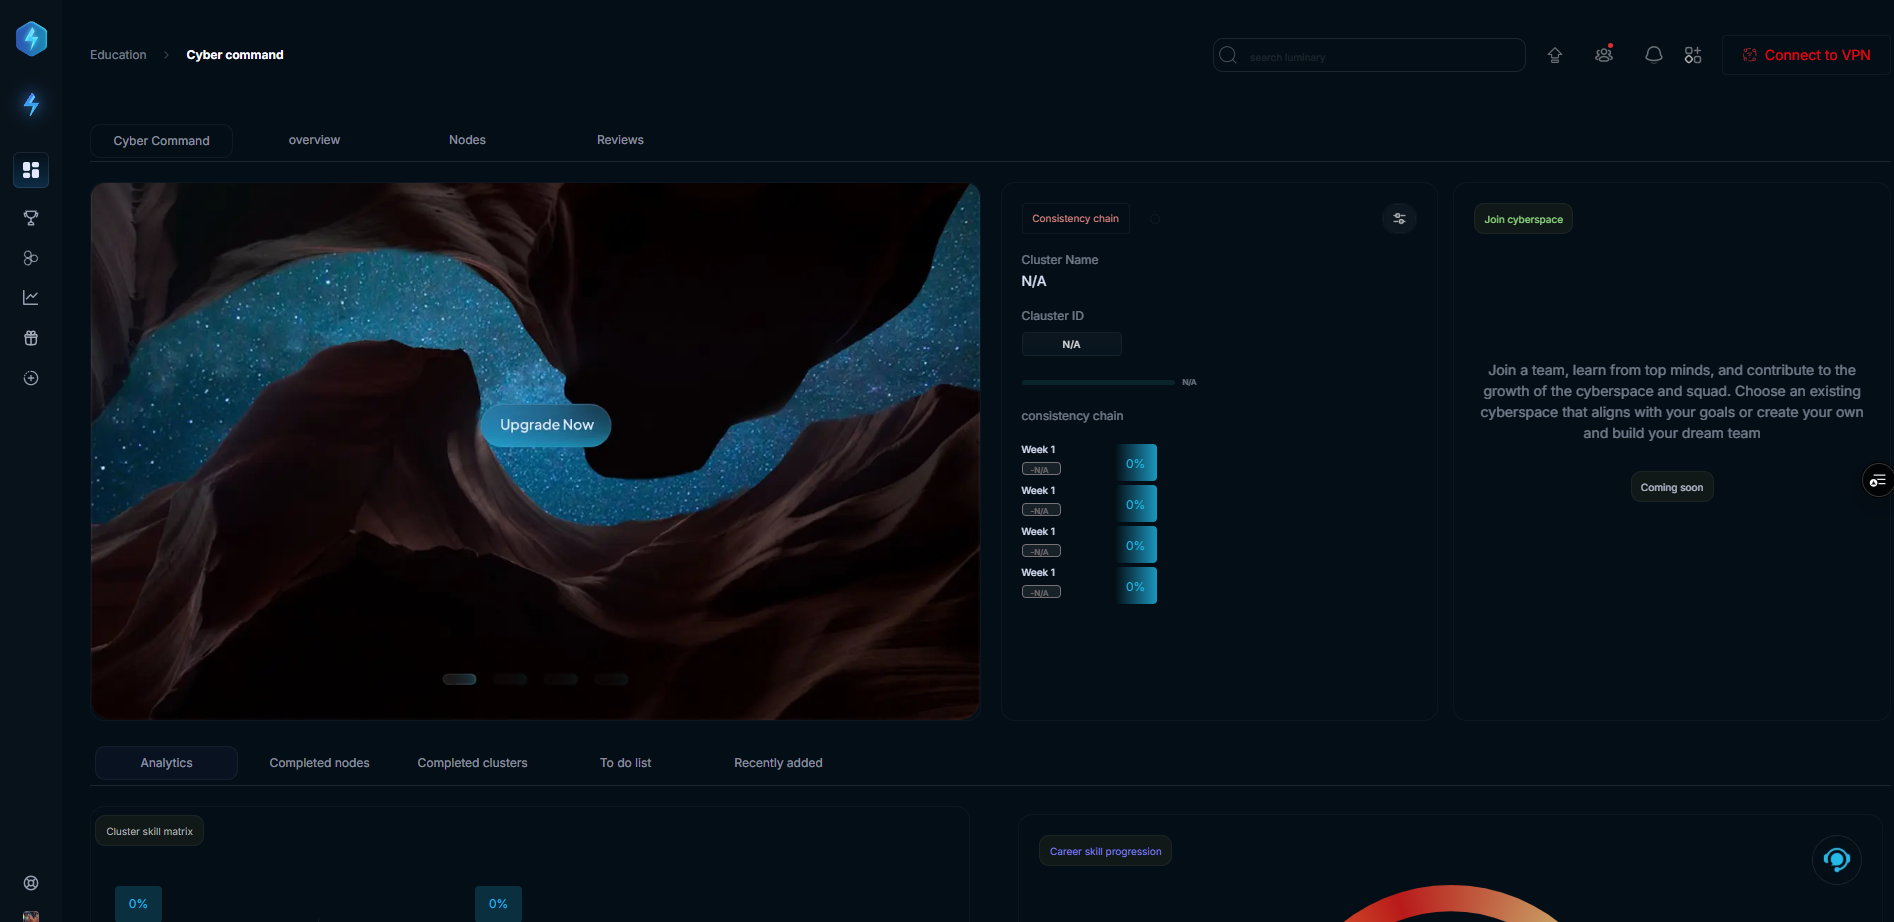 Education > Cyber command
search luminary
Connect to VPN
Cyber Command
overview
Nodes
Reviews
Upgrade Now
Consistency chain
Cluster Name
N/A
Clauster ID
N/A
N/A
consistency chain
Week 1
-N/A
0%
Week 1
-N/A
0%
Week 1
-N/A
0%
Week 1
-N/A
0%
Join cyberspace
Join a team, learn from top minds, and contribute to the
growth of the cyberspace and squad. Choose an existing
cyberspace that aligns with your goals or create your own
and build your dream team
Coming soon
Analytics
Completed nodes
Completed clusters
To do list
Recently added
Cluster skill matrix
0%
0%
Career skill progression